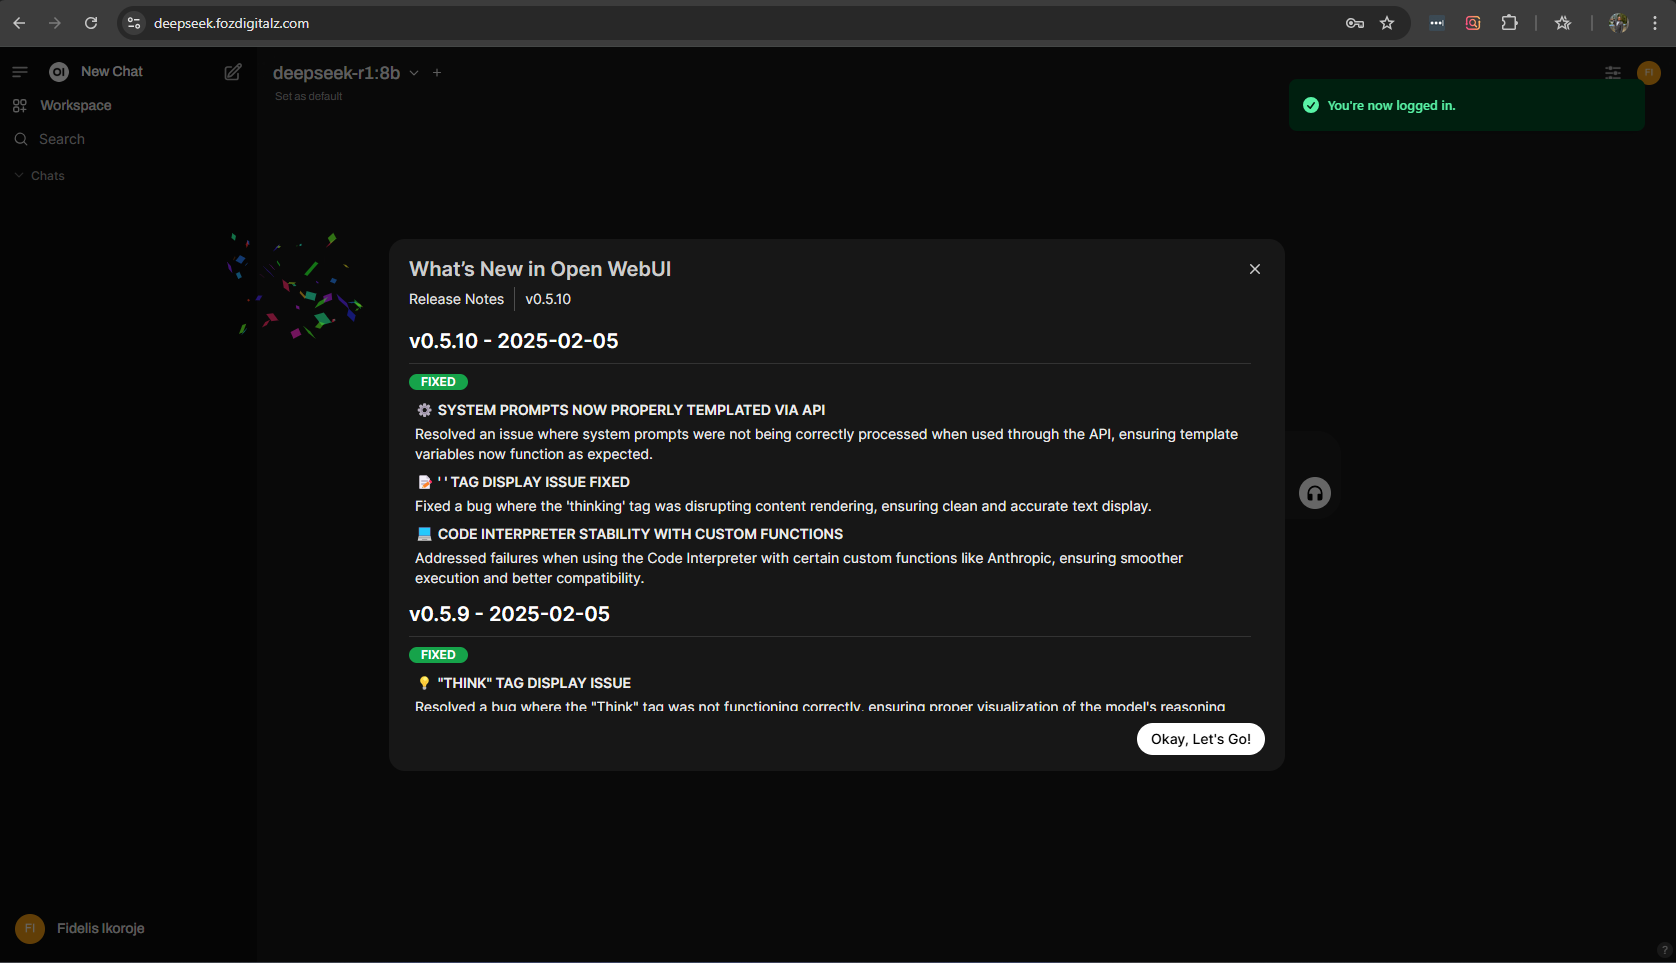 deepseek.fozdigitalz.com
OI New Chat
Workspace
Search
Chats
deepseek-r1:8b
Set as default
FI
You're now logged in.
What's New in Open WebUI
Release Notes v0.5.10
v0.5.10 - 2025-02-05
FIXED
SYSTEM PROMPTS NOW PROPERLY TEMPLATED VIA API
Resolved an issue where system prompts were not being correctly processed when used through the API, ensuring template
variables now function as expected.
' ' TAG DISPLAY ISSUE FIXED
Fixed a bug where the 'thinking' tag was disrupting content rendering, ensuring clean and accurate text display.
CODE INTERPRETER STABILITY WITH CUSTOM FUNCTIONS
Addressed failures when using the Code Interpreter with certain custom functions like Anthropic, ensuring smoother
execution and better compatibility.
v0.5.9 - 2025-02-05
FIXED
"THINK" TAG DISPLAY ISSUE
Resolved a bug where the "Think" tag was not functioning correctly, ensuring proper visualization of the model's reasoning
Okay, Let's Go!
FI Fidelis Ikoroje
?